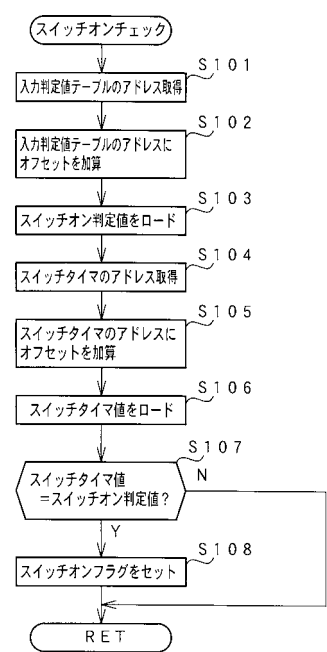 スイッチオンチェック
S101
入力判定値テーブルのアドレス取得
S102
入力判定値テーブルのアドレスに
オフセットを加算
S103
スイッチオン判定値をロード
S104
スイッチタイマのアドレス取得
S105
スイッチタイマのアドレスに
オフセットを加算
S106
スイッチタイマ値をロード
S107
スイッチタイマ値
=スイッチオン判定値?
N
Y
S108
スイッチオンフラグをセット
RET